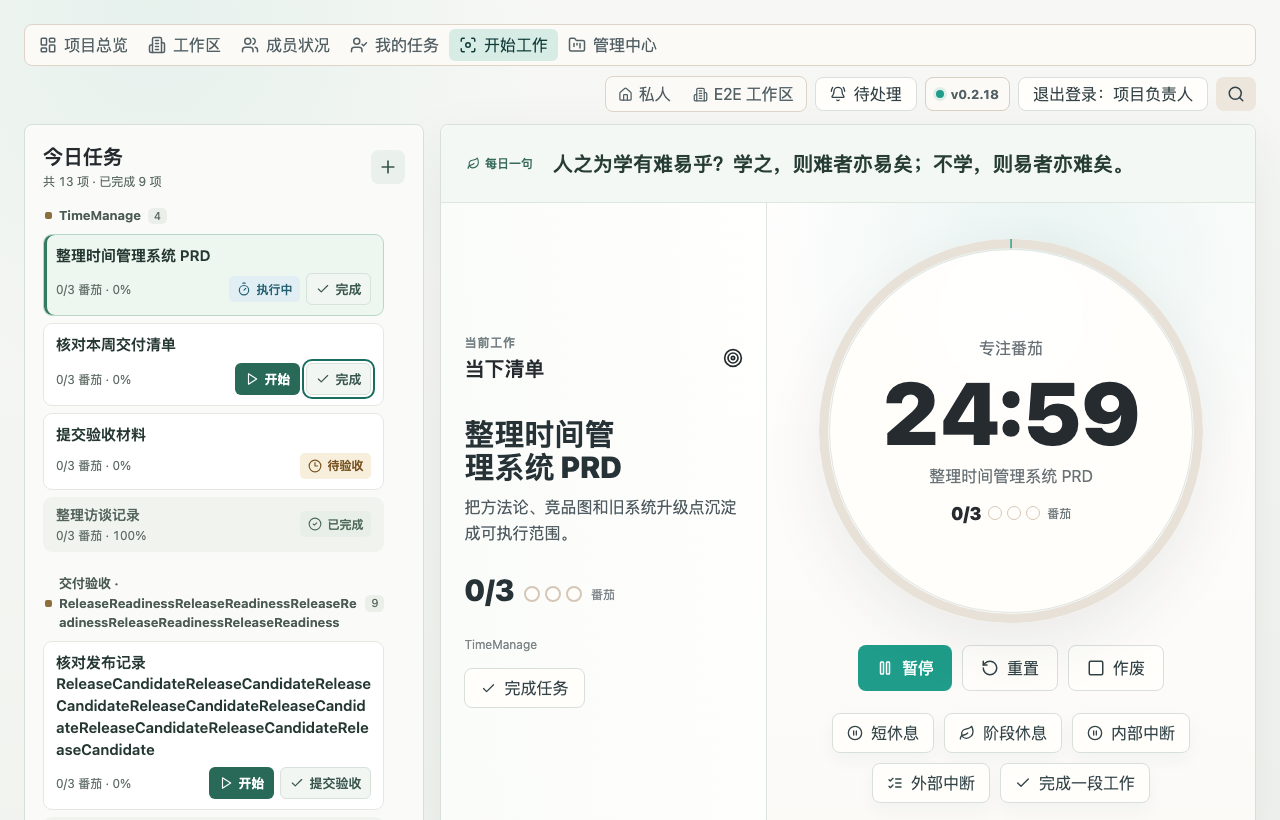 项目总览
工作区
成员状况
我的任务
开始工作
管理中心
私人
E2E 工作区
待处理
v0.2.18
退出登录：项目负责人
今日任务
共 13 项 · 已完成 9 项
TimeManage 4
整理时间管理系统 PRD
0/3 番茄 · 0%
执行中
完成
核对本周交付清单
0/3 番茄 · 0%
开始
完成
提交验收材料
0/3 番茄 · 0%
待验收
整理访谈记录
0/3 番茄 · 100%
已完成
交付验收 ·
ReleaseReadinessReleaseReadinessReleaseRe
adinessReleaseReadinessReleaseReadiness
9
核对发布记录
ReleaseCandidateReleaseCandidateRelease
CandidateReleaseCandidateReleaseCandid
ateReleaseCandidateReleaseCandidateRele
aseCandidate
0/3 番茄 · 0%
开始
提交验收
每日一句
人之为学有难易乎？学之，则难者亦易矣；不学，则易者亦难矣。
当前工作
当下清单
整理时间管
理系统 PRD
把方法论、竞品图和旧系统升级点沉淀
成可执行范围。
0/3 番茄
TimeManage
完成任务
专注番茄
24:59
整理时间管理系统 PRD
0/3 番茄
暂停
重置
作废
短休息
阶段休息
内部中断
外部中断
完成一段工作